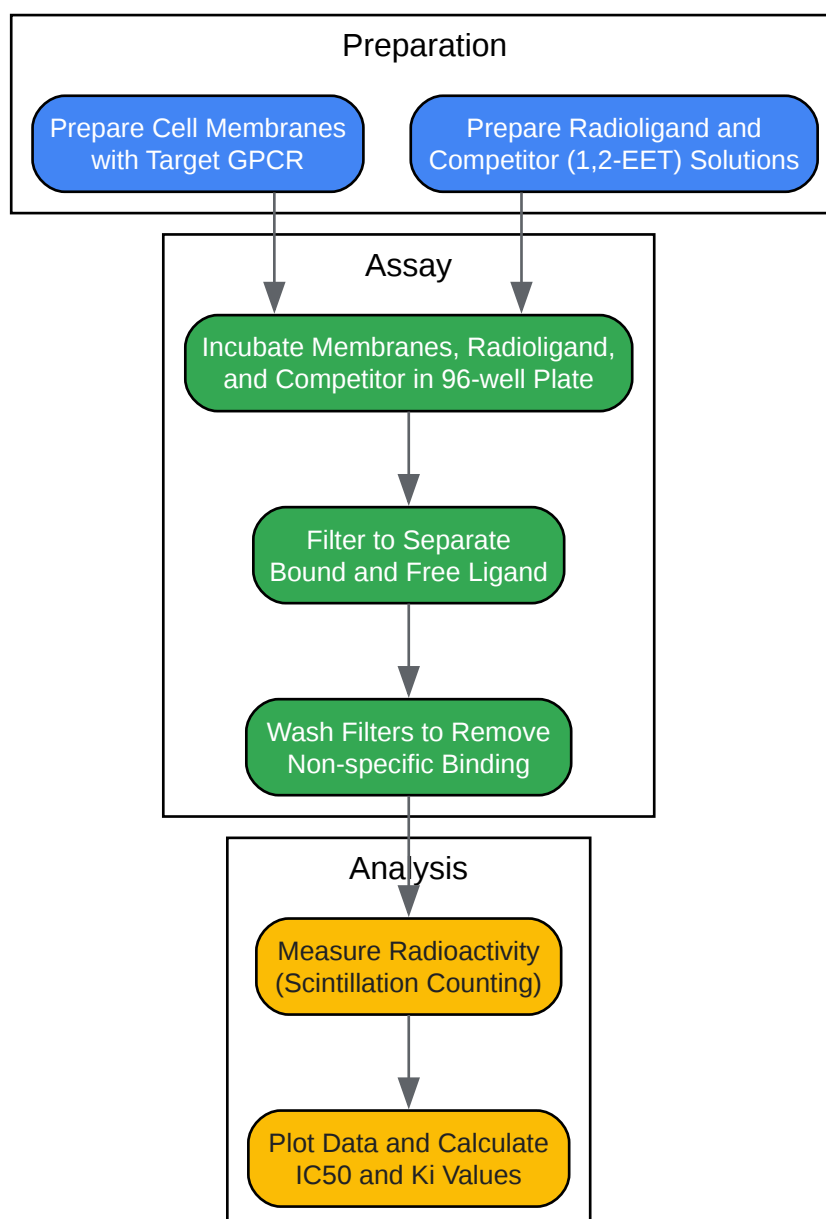 Preparation
Prepare Cell Membranes
with Target GPCR
Prepare Radioligand and
Competitor (1,2-EET) Solutions
Assay
Incubate Membranes, Radioligand,
and Competitor in 96-well Plate
Filter to Separate
Bound and Free Ligand
Wash Filters to Remove
Non-specific Binding
Analysis
Measure Radioactivity
(Scintillation Counting)
Plot Data and Calculate
IC50 and Ki Values